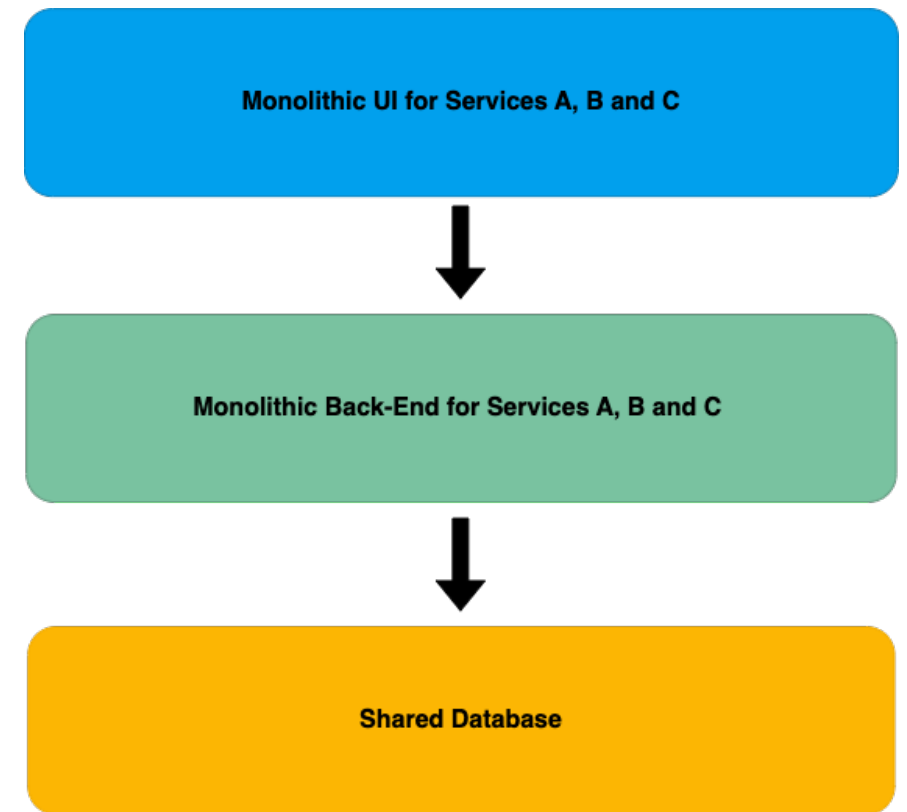 Monolithic UI for Services A, B and C
Monolithic Back-End for Services A, B and C
Shared Database